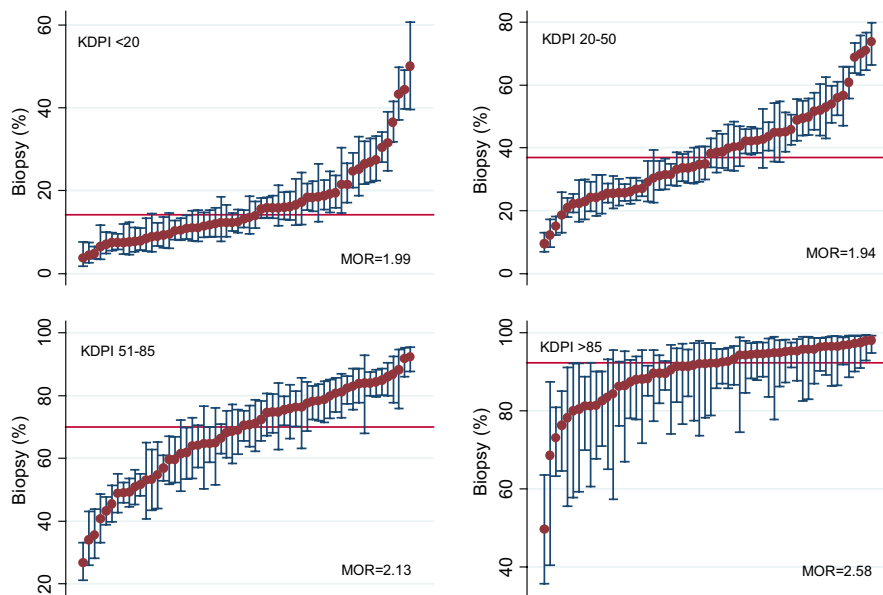 KDPI <20
Biopsy (%)
60
40
20
0
MOR=1.99
KDPI 20-50
Biopsy (%)
80
60
40
20
0
MOR=1.94
KDPI 51-85
Biopsy (%)
100
80
60
40
20
MOR=2.13
KDPI >85
Biopsy (%)
100
80
60
40
MOR=2.58